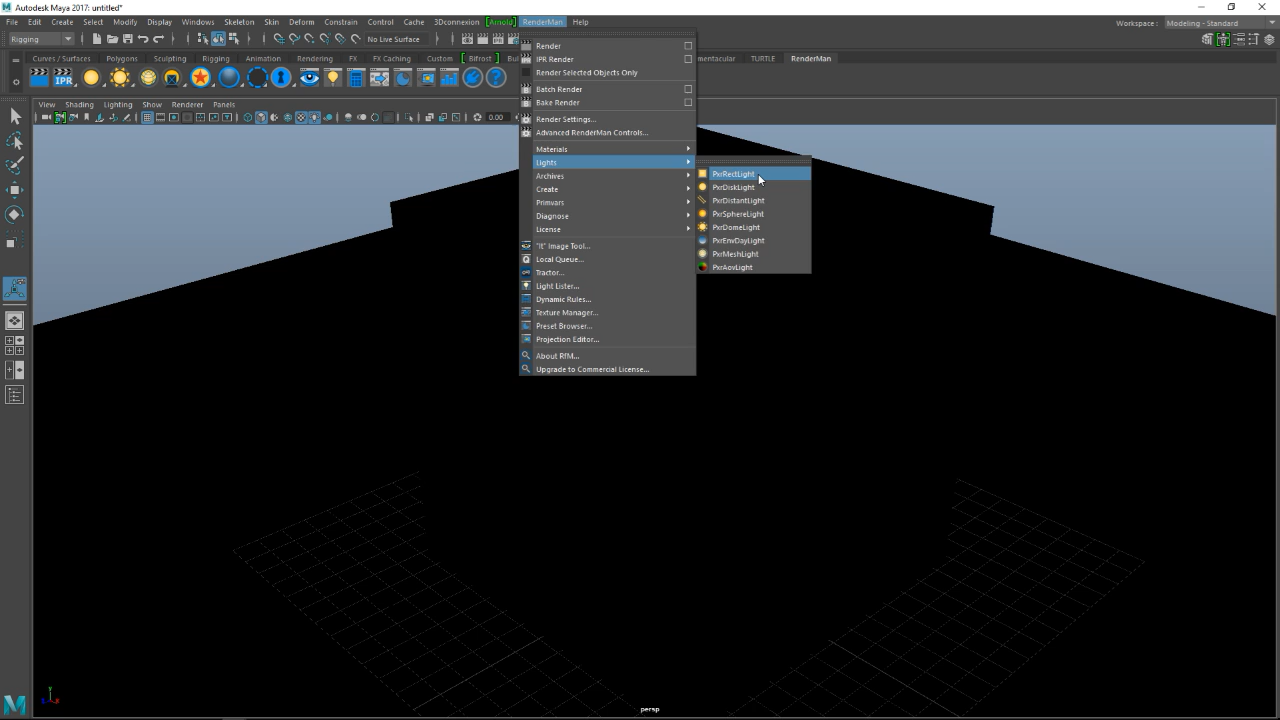 Autodesk Maya 2017: untitled*
File Edit Create Select Modify Display Windows Skeleton Skin Deform Constrain Control Cache 3Dconnexion [Arnold] RenderMan Help
Workspace : Modeling - Standard
Rigging No Live Surface
Curves / Surfaces Polygons Sculpting Rigging Animation Rendering FX FX Caching Custom [ Bifrost ] Bul mentacular TURTLE RenderMan
IPR
View Shading Lighting Show Renderer Panels
0.00
Render
IPR Render
Render Selected Objects Only
Batch Render
Bake Render
Render Settings...
Advanced RenderMan Controls...
Materials
Lights
Archives
Create
Primvars
Diagnose
License
"It" Image Tool...
Local Queue...
Tractor...
Light Lister...
Dynamic Rules...
Texture Manager...
Preset Browser...
Projection Editor...
About RfM...
Upgrade to Commercial License...
PxrRectLight
PxrDiskLight
PxrDistantLight
PxrSphereLight
PxrDomeLight
PxrEnvDayLight
PxrMeshLight
PxrAovLight
persp